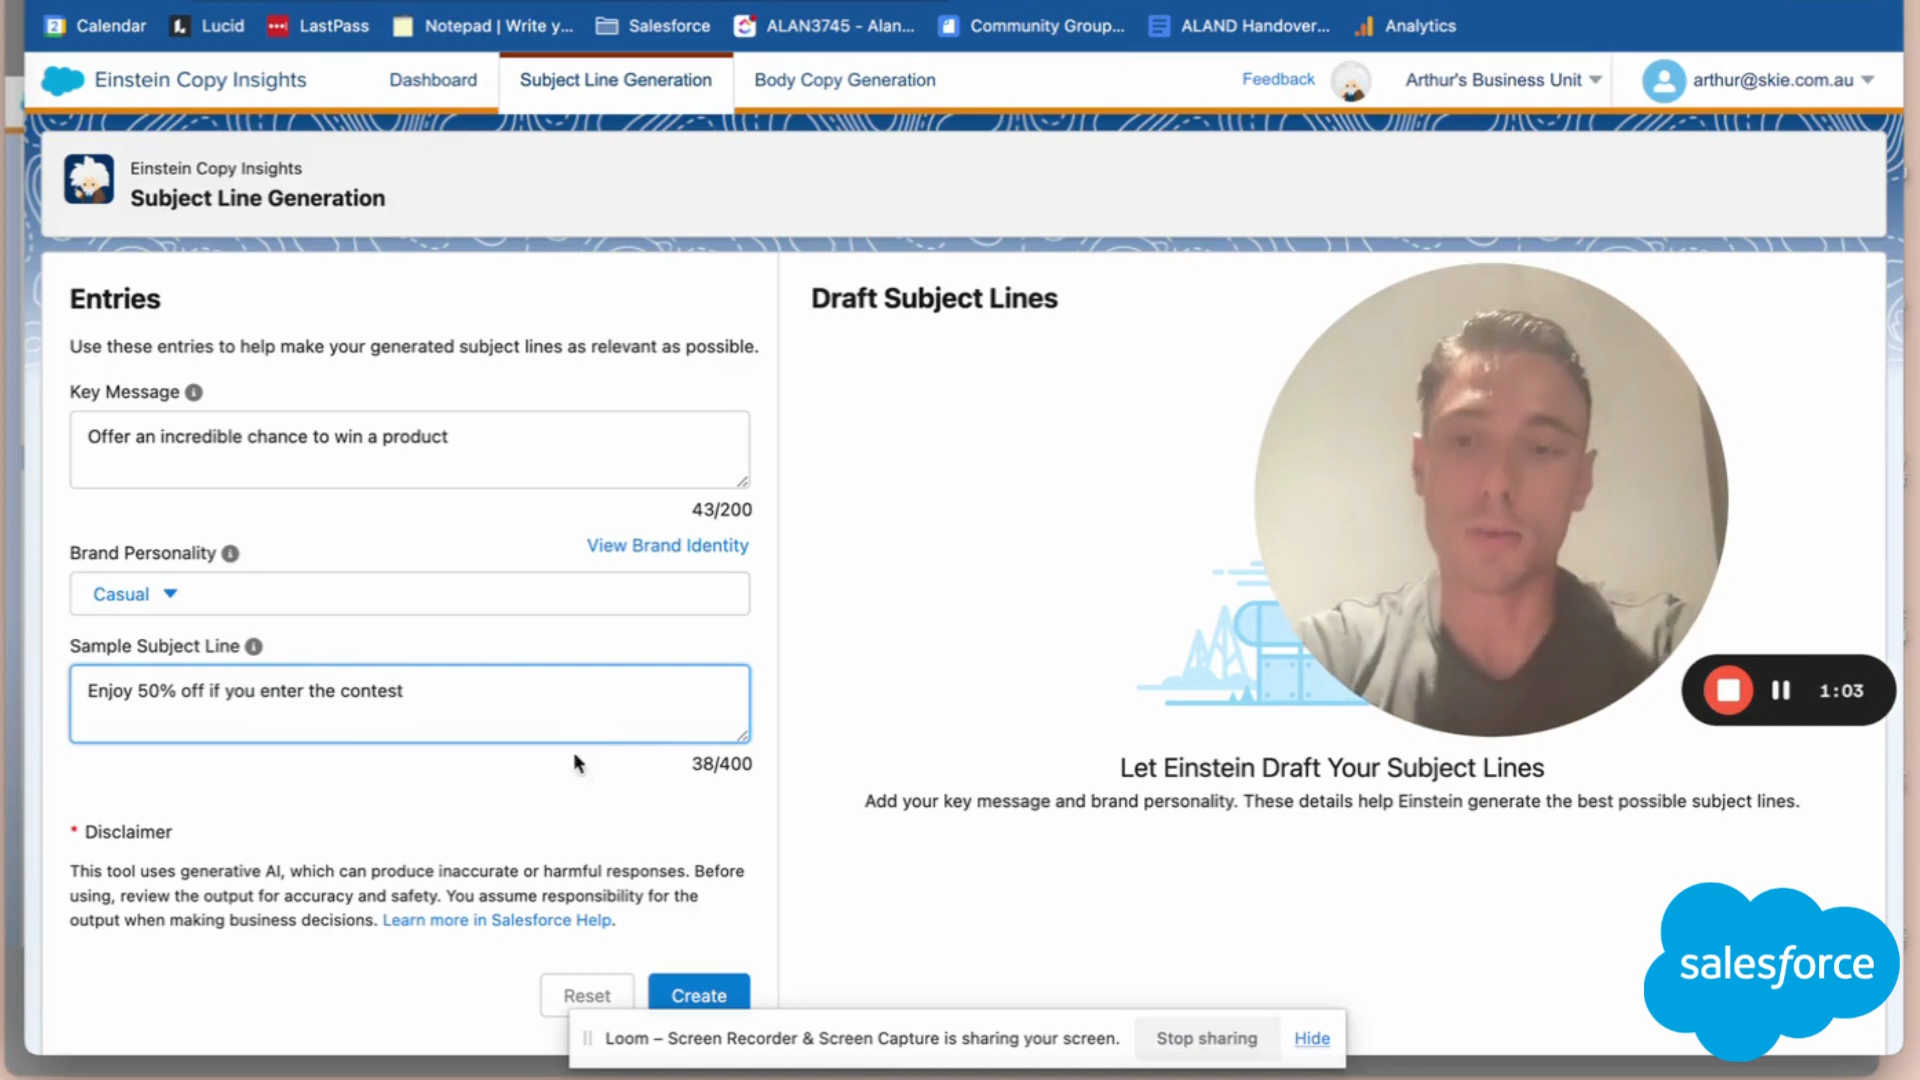 Calendar
Lucid
LastPass
Notepad | Write y...
Salesforce
ALAN3745 - Alan...
Community Group...
ALAND Handover...
Analytics
Einstein Copy Insights
Dashboard
Subject Line Generation
Body Copy Generation
Feedback
Arthur's Business Unit
arthur@skie.com.au
Einstein Copy Insights
Subject Line Generation
Entries
Use these entries to help make your generated subject lines as relevant as possible.
Key Message
Offer an incredible chance to win a product
43/200
Brand Personality
View Brand Identity
Casual
Sample Subject Line
Enjoy 50% off if you enter the contest
38/400
* Disclaimer
This tool uses generative AI, which can produce inaccurate or harmful responses. Before
using, review the output for accuracy and safety. You assume responsibility for the
output when making business decisions. Learn more in Salesforce Help.
Reset
Create
Draft Subject Lines
1:03
Let Einstein Draft Your Subject Lines
Add your key message and brand personality. These details help Einstein generate the best possible subject lines.
salesforce
Loom – Screen Recorder & Screen Capture is sharing your screen.
Stop sharing
Hide